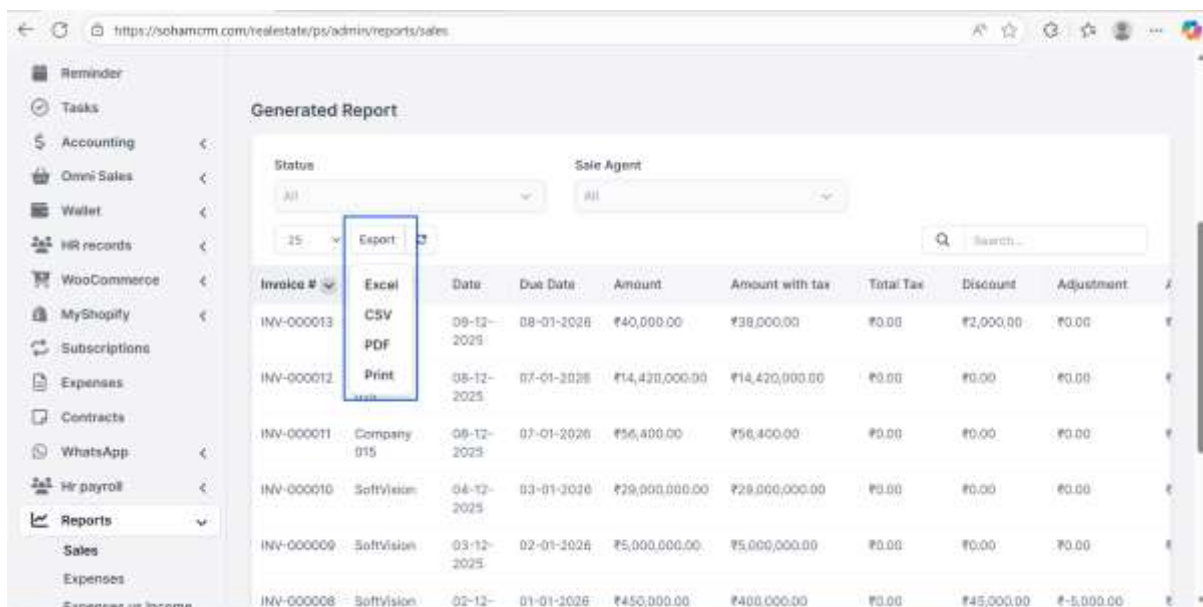 https://sohamcrm.com/realestate/ps/admin/reports/sales
Reminder
Tasks
Accounting
Omni Sales
Wallet
HR records
WooCommerce
MyShopify
Subscriptions
Expenses
Contracts
WhatsApp
Hr payroll
Reports
Sales
Expenses
Expenses vs Income
Generated Report
Status
Sale Agent
All
All
25
Export
Search...
Excel
CSV
PDF
Print
Invoice # Date Due Date Amount Amount with tax Total Tax Discount Adjustment
INV-000013 09-12-2025 08-01-2026 ₹40,000.00 ₹38,000.00 ₹0.00 ₹2,000.00 ₹0.00
INV-000012 08-12-2025 07-01-2026 ₹14,420,000.00 ₹14,420,000.00 ₹0.00 ₹0.00 ₹0.00
INV-000011 Company 015 08-12-2025 07-01-2026 ₹56,400.00 ₹56,400.00 ₹0.00 ₹0.00 ₹0.00
INV-000010 SoftVision 04-12-2025 03-01-2026 ₹29,000,000.00 ₹29,000,000.00 ₹0.00 ₹0.00 ₹0.00
INV-000009 SoftVision 03-12-2025 02-01-2026 ₹5,000,000.00 ₹5,000,000.00 ₹0.00 ₹0.00 ₹0.00
INV-000008 SoftVision 02-12- 01-01-2026 ₹450,000.00 ₹400,000.00 ₹0.00 ₹45,000.00 ₹-5,000.00